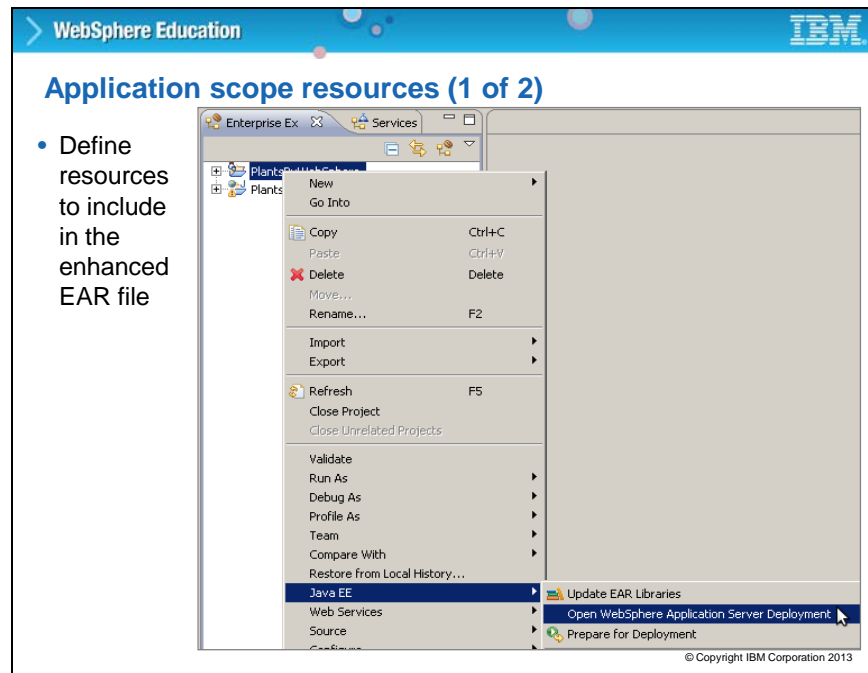 WebSphere Education
IBM
Application scope resources (1 of 2)
• Define
resources
to include
in the
enhanced
EAR file
Enterprise Ex
Services
Plants
New
Go Into
Copy Ctrl+C
Paste Ctrl+V
Delete Delete
Move...
Rename... F2
Import
Export
Refresh F5
Close Project
Close Unrelated Projects
Validate
Run As
Debug As
Profile As
Team
Compare With
Restore from Local History...
Java EE
Update EAR Libraries
Web Services
Open WebSphere Application Server Deployment
Source
Prepare for Deployment
© Copyright IBM Corporation 2013